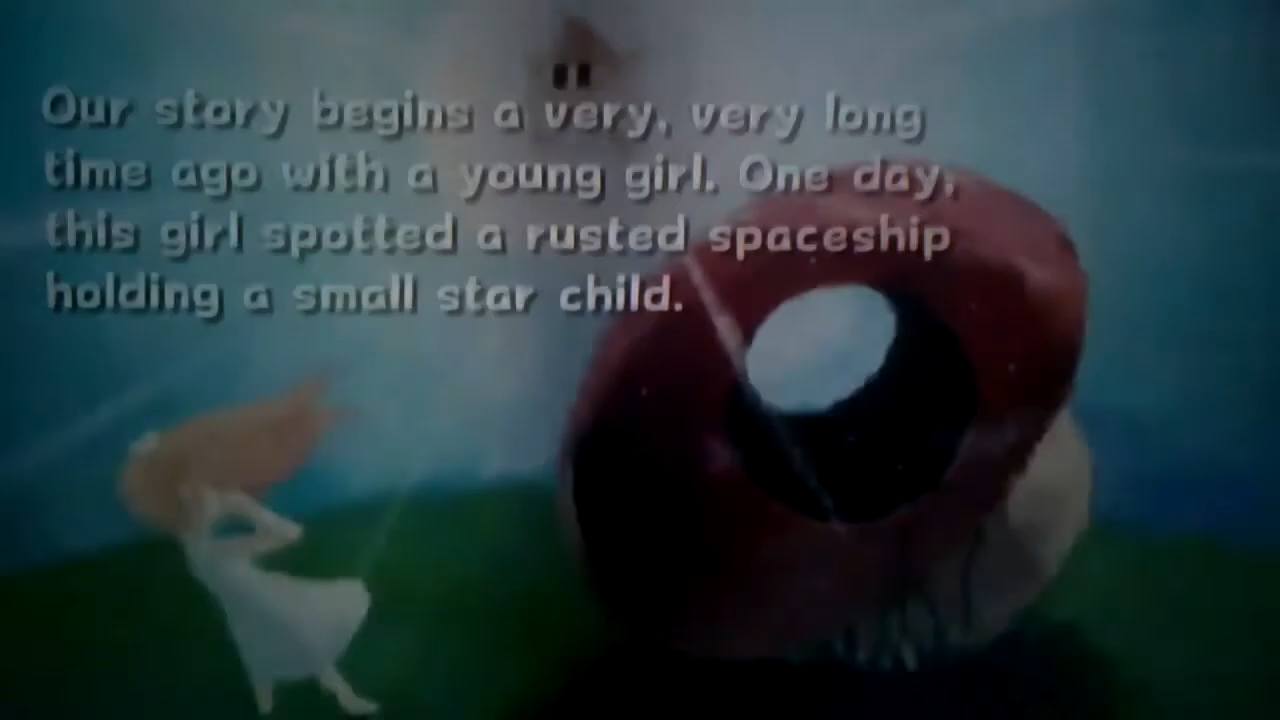 Our story begins a very, very long
time ago with a young girl. One day,
this girl spotted a rusted spaceship
holding a small star child.